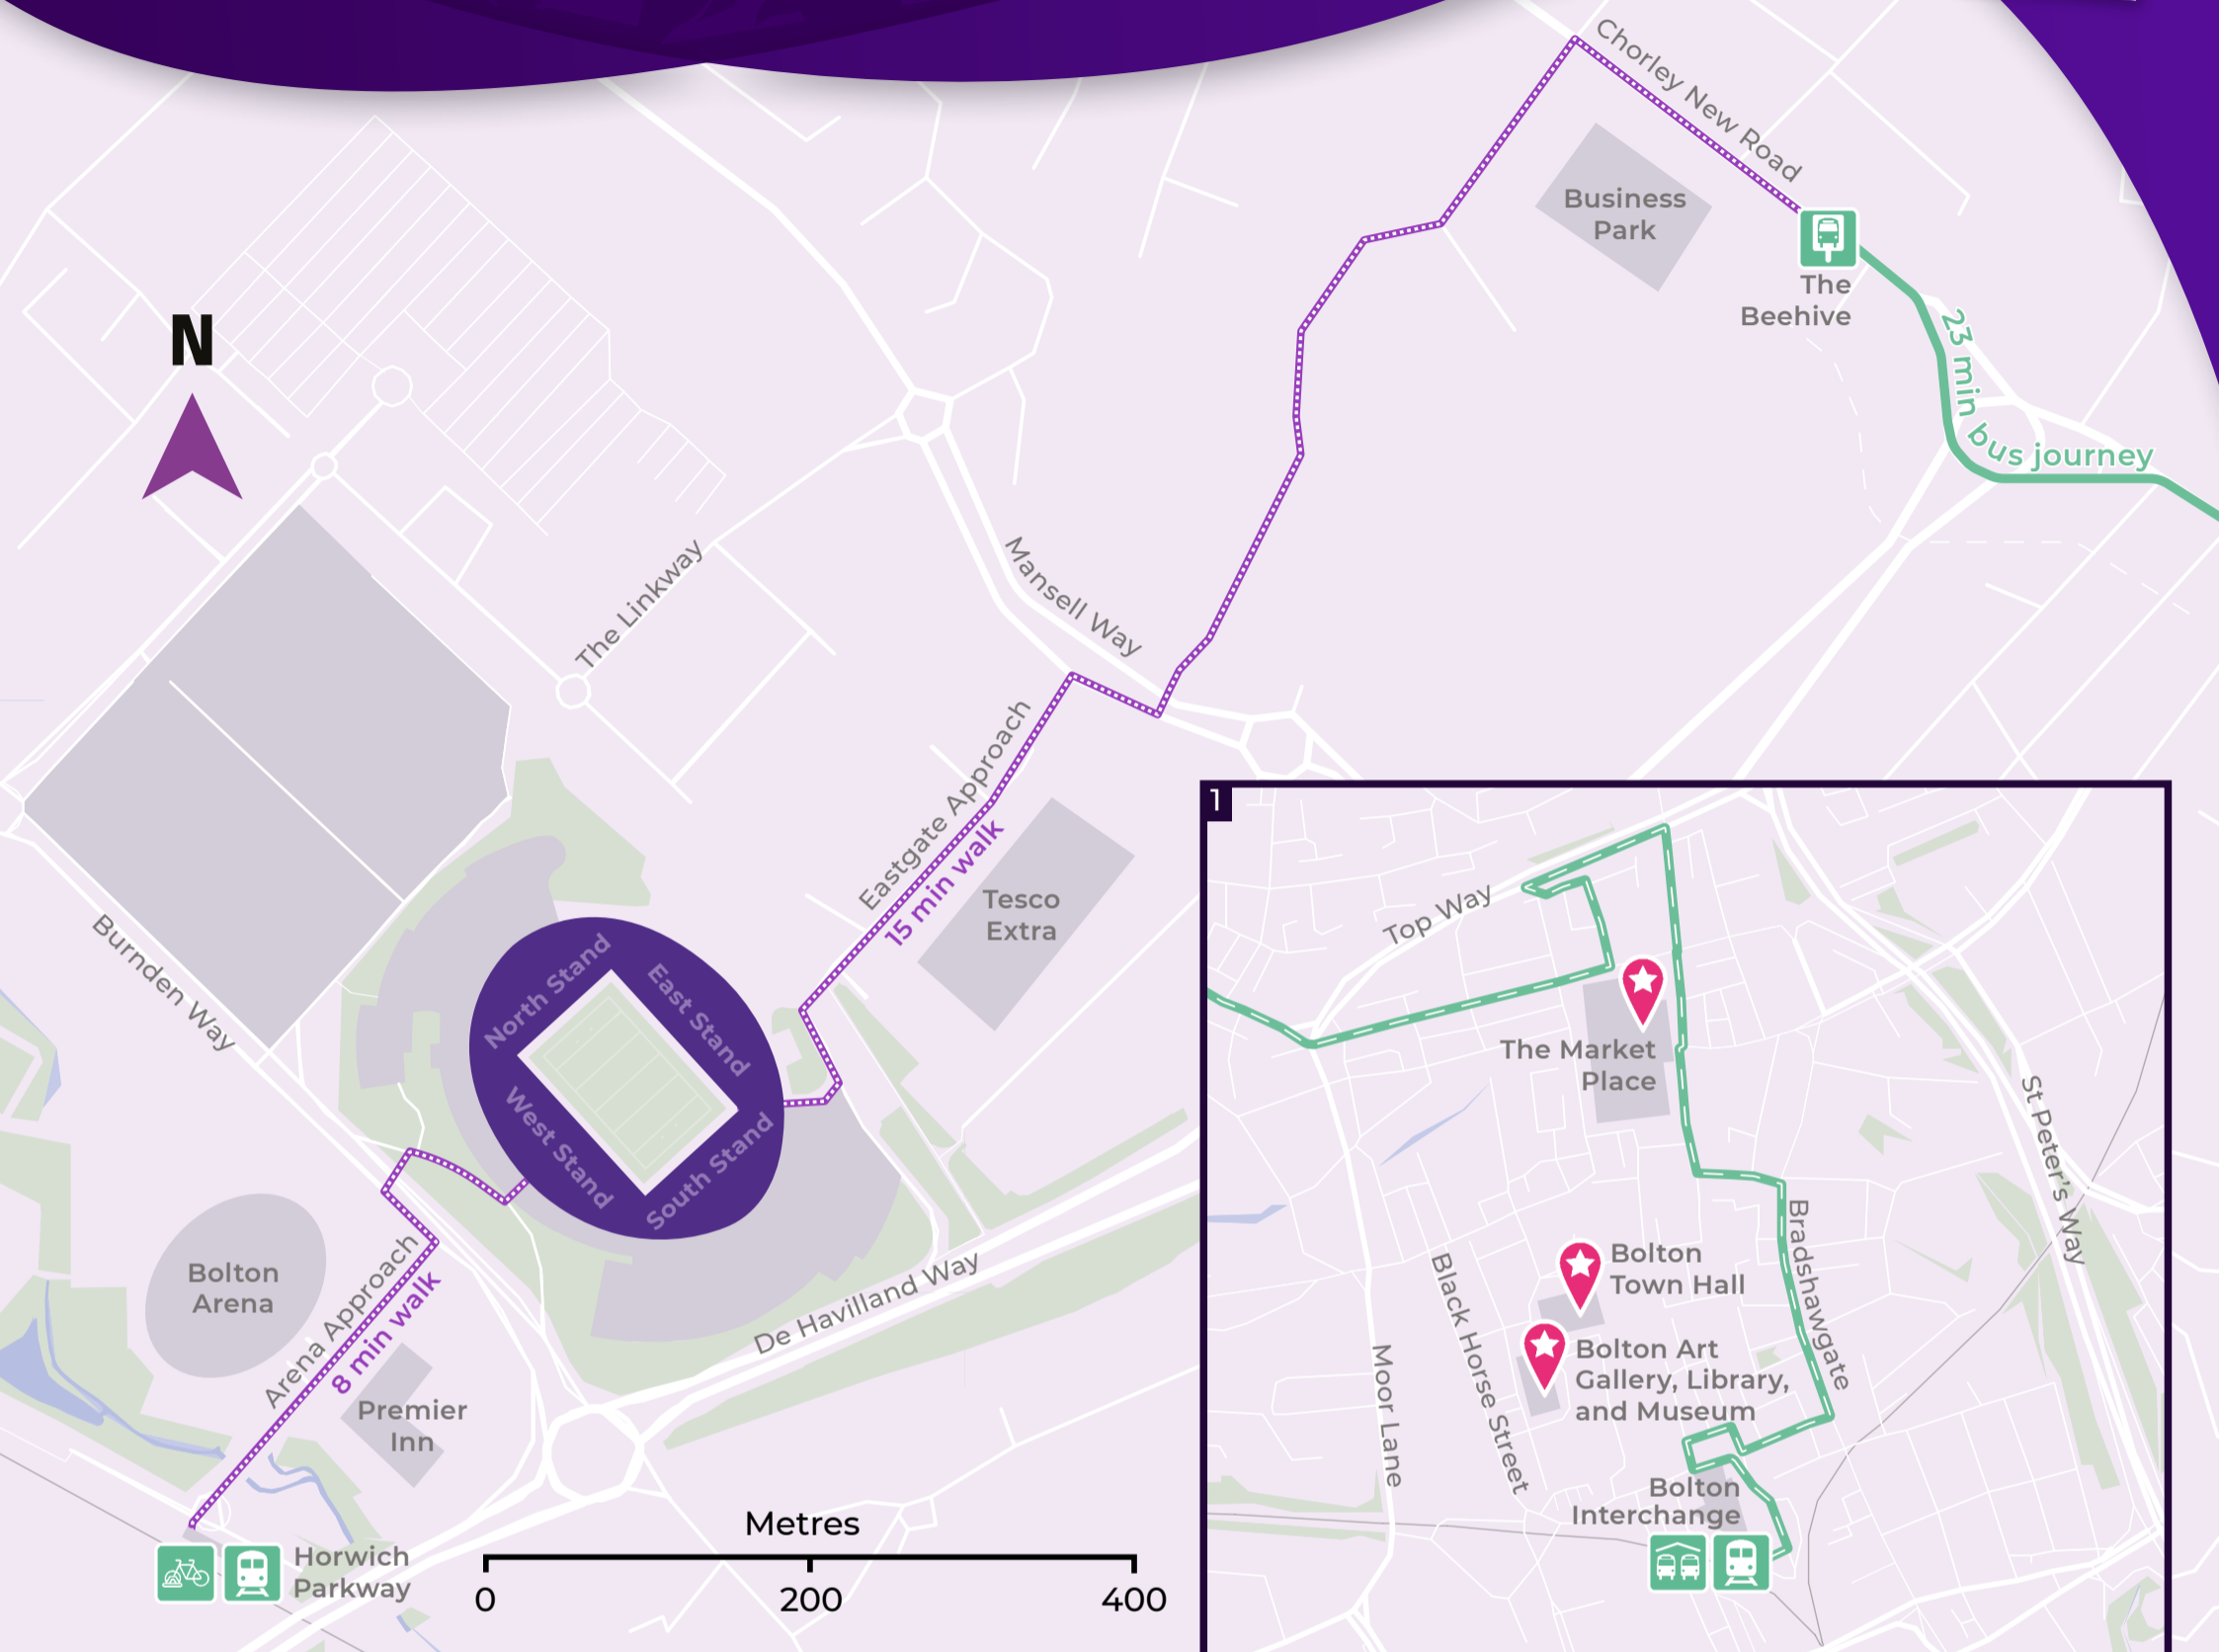 Chorley New Road
Business
Park
The
Beehive
23 min bus journey
N
Mansell Way
The Linkway
Eastgate Approach
15 min walk
Tesco
Extra
Burnden Way
North Stand
East Stand
West Stand
South Stand
De Havilland Way
Bolton
Arena
Arena Approach
8 min walk
Premier
Inn
Horwich
Parkway
Metres
0 200 400
1
Top Way
The Market
Place
St Peter's Way
Bradshawgate
Bolton
Town Hall
Black Horse Street
Bolton Art
Gallery, Library,
and Museum
Moor Lane
Bolton
Interchange